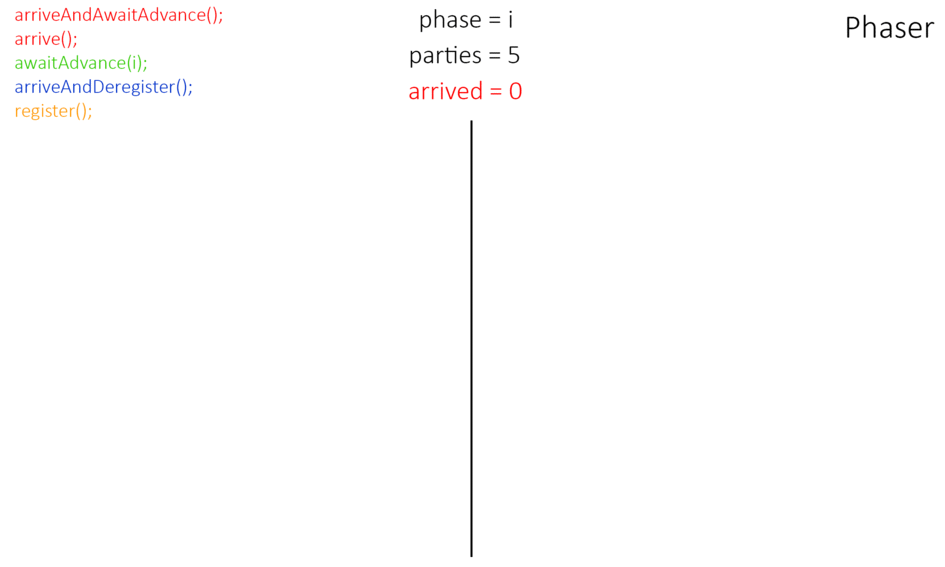 arriveAndAwaitAdvance();
arrive();
awaitAdvance(i);
arriveAndDeregister();
register();
phase = i
parties = 5
arrived = 0
Phaser